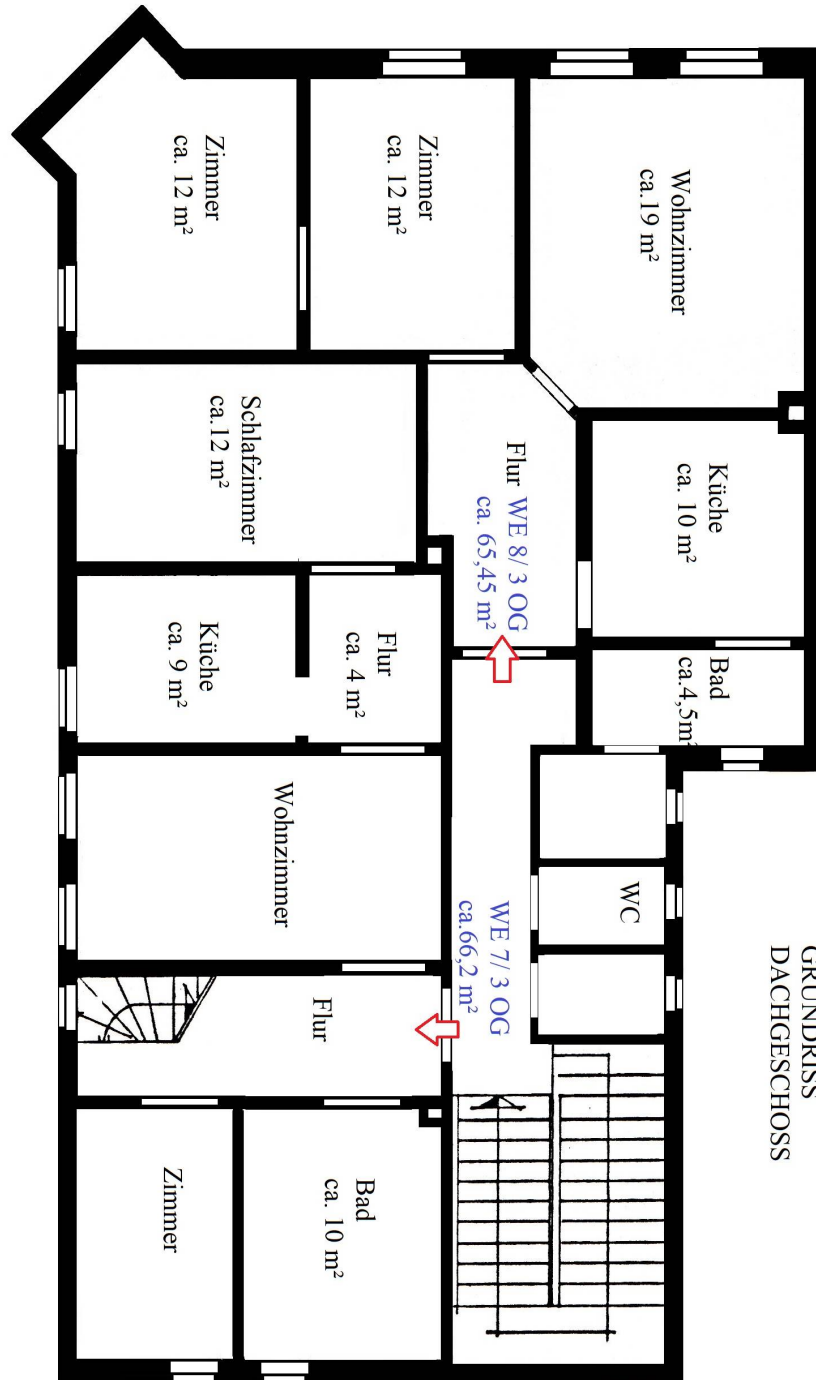 Zimmer
ca. 12 m²
Zimmer
ca. 12 m²
Wohnzimmer
ca.19 m²
Schlafzimmer
ca.12 m²
Flur
WE 8/ 3 OG
ca. 65,45 m²
Küche
ca. 10 m²
Küche
ca. 9 m²
Flur
ca. 4 m²
Bad
ca.4,5m²
Wohnzimmer
WC
WE 7/ 3 OG
ca.66,2 m²
Flur
Zimmer
Bad
ca. 10 m²
GRUNDRISS
DACHGESCHOSS